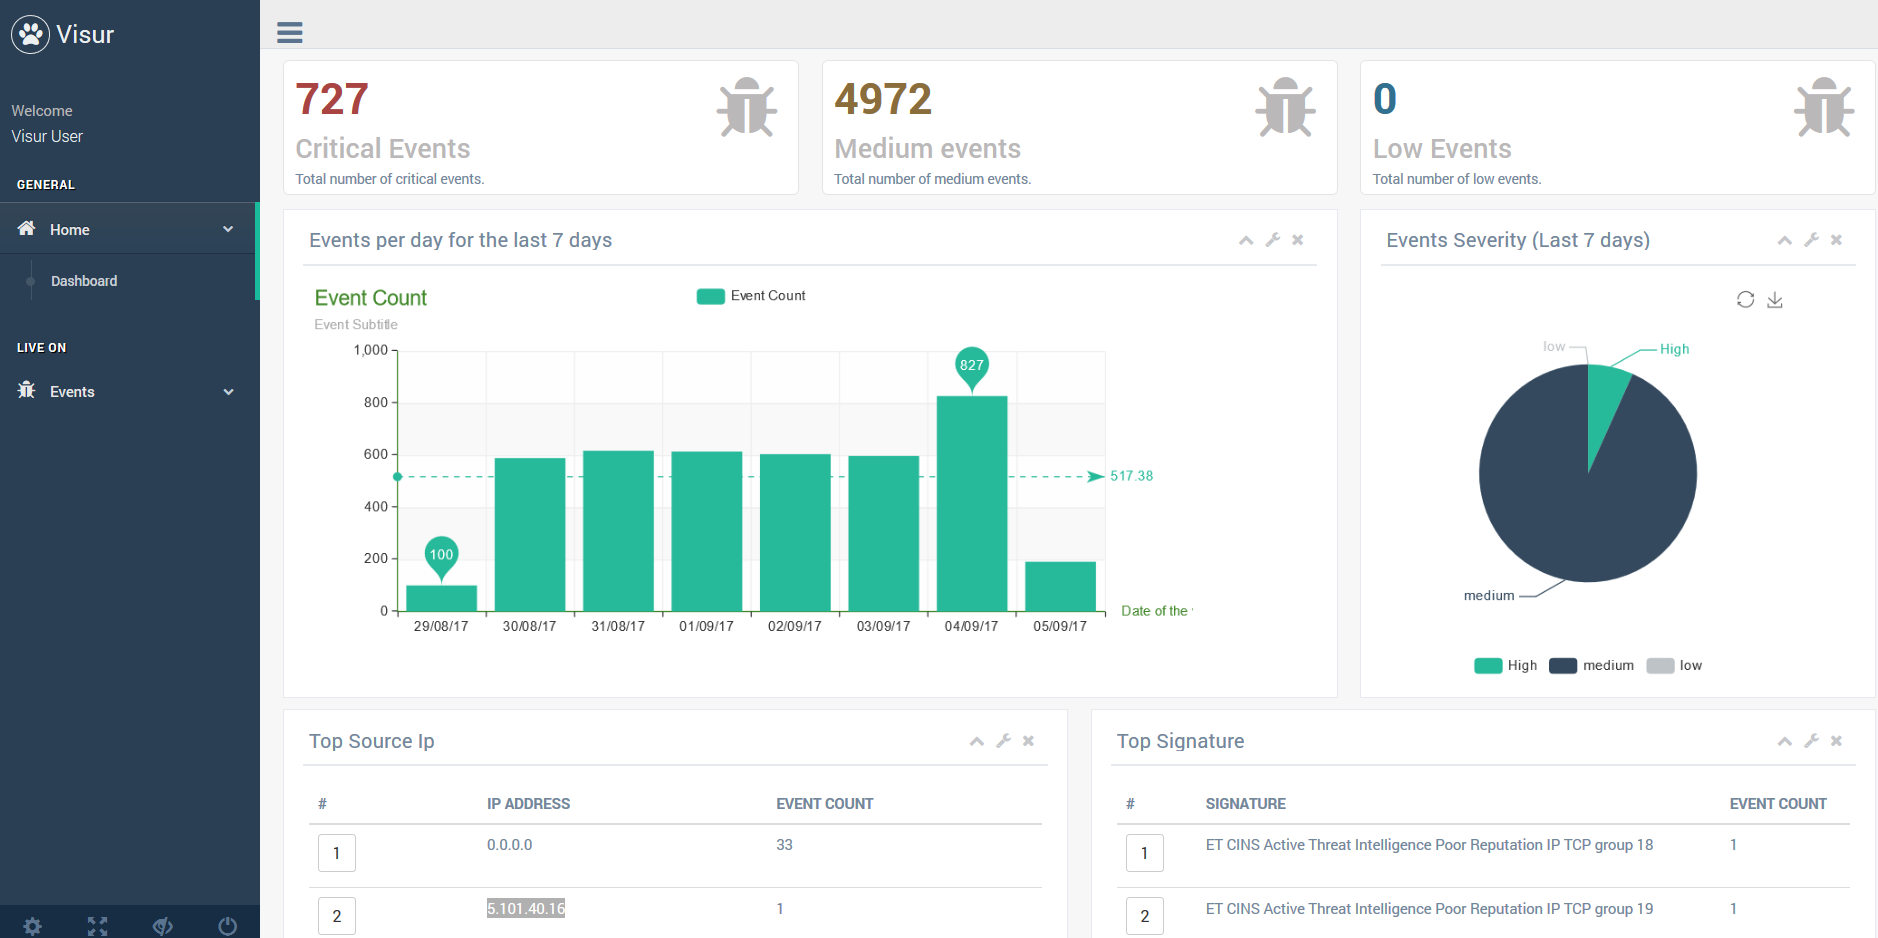 Visur
Welcome
Visur User
GENERAL
Home
Dashboard
LIVE ON
Events
727
Critical Events
Total number of critical events.
4972
Medium events
Total number of medium events.
0
Low Events
Total number of low events.
Events per day for the last 7 days
Event Count
Event Subtitle
Event Count
1,000
800
600
400
200
0
100
827
517.38
29/08/17 30/08/17 31/08/17 01/09/17 02/09/17 03/09/17 04/09/17 05/09/17
Date of the
Events Severity (Last 7 days)
low
High
medium
High medium low
Top Source Ip
# IP ADDRESS EVENT COUNT
1 0.0.0.0 33
2 5.101.40.16 1
Top Signature
# SIGNATURE EVENT COUNT
1 ET CINS Active Threat Intelligence Poor Reputation IP TCP group 18 1
2 ET CINS Active Threat Intelligence Poor Reputation IP TCP group 19 1